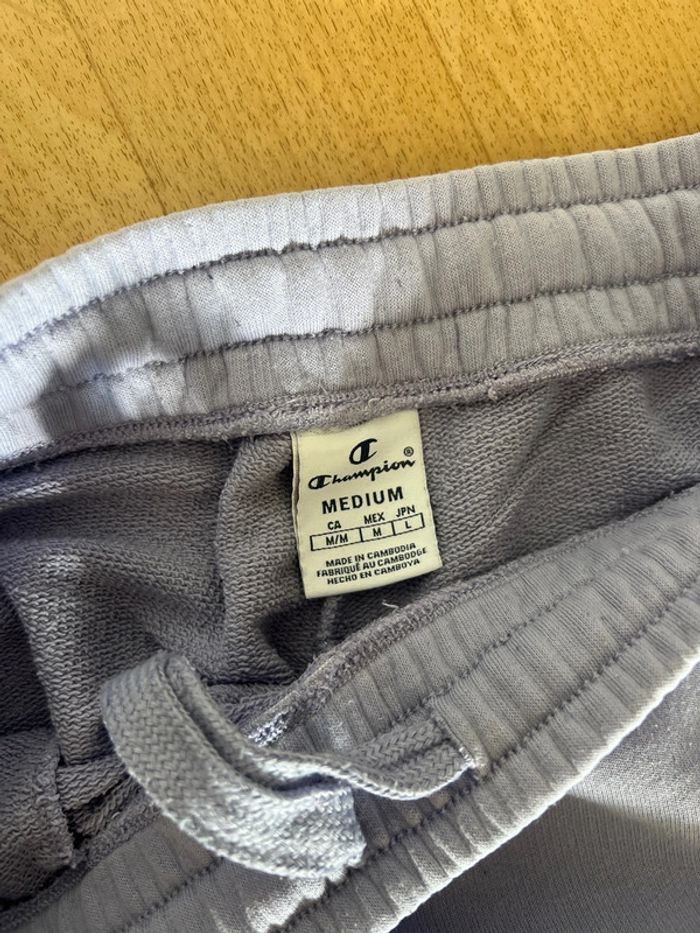 Champion®
MEDIUM
CA MEX JPN
M/M M L
MADE IN CAMBODIA
FABRIQUÉ AU CAMBODGE
HECHO EN CAMBOYA